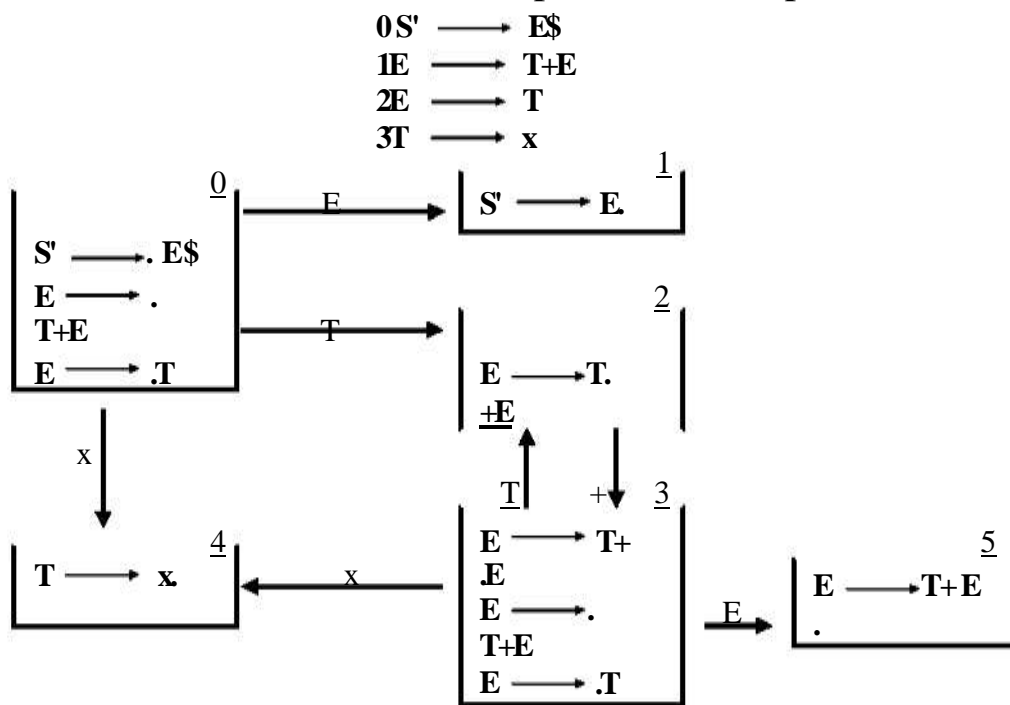 0 S' E$
1E T+E
2E T
3T x
0
S' . E$
E .
T+E
E .T
E
1
S' E.
T
2
E T.
+E
x
T
+
3
E T+
.E
E .
T+E
E .T
4
T x.
x
E
5
E T+ E
.